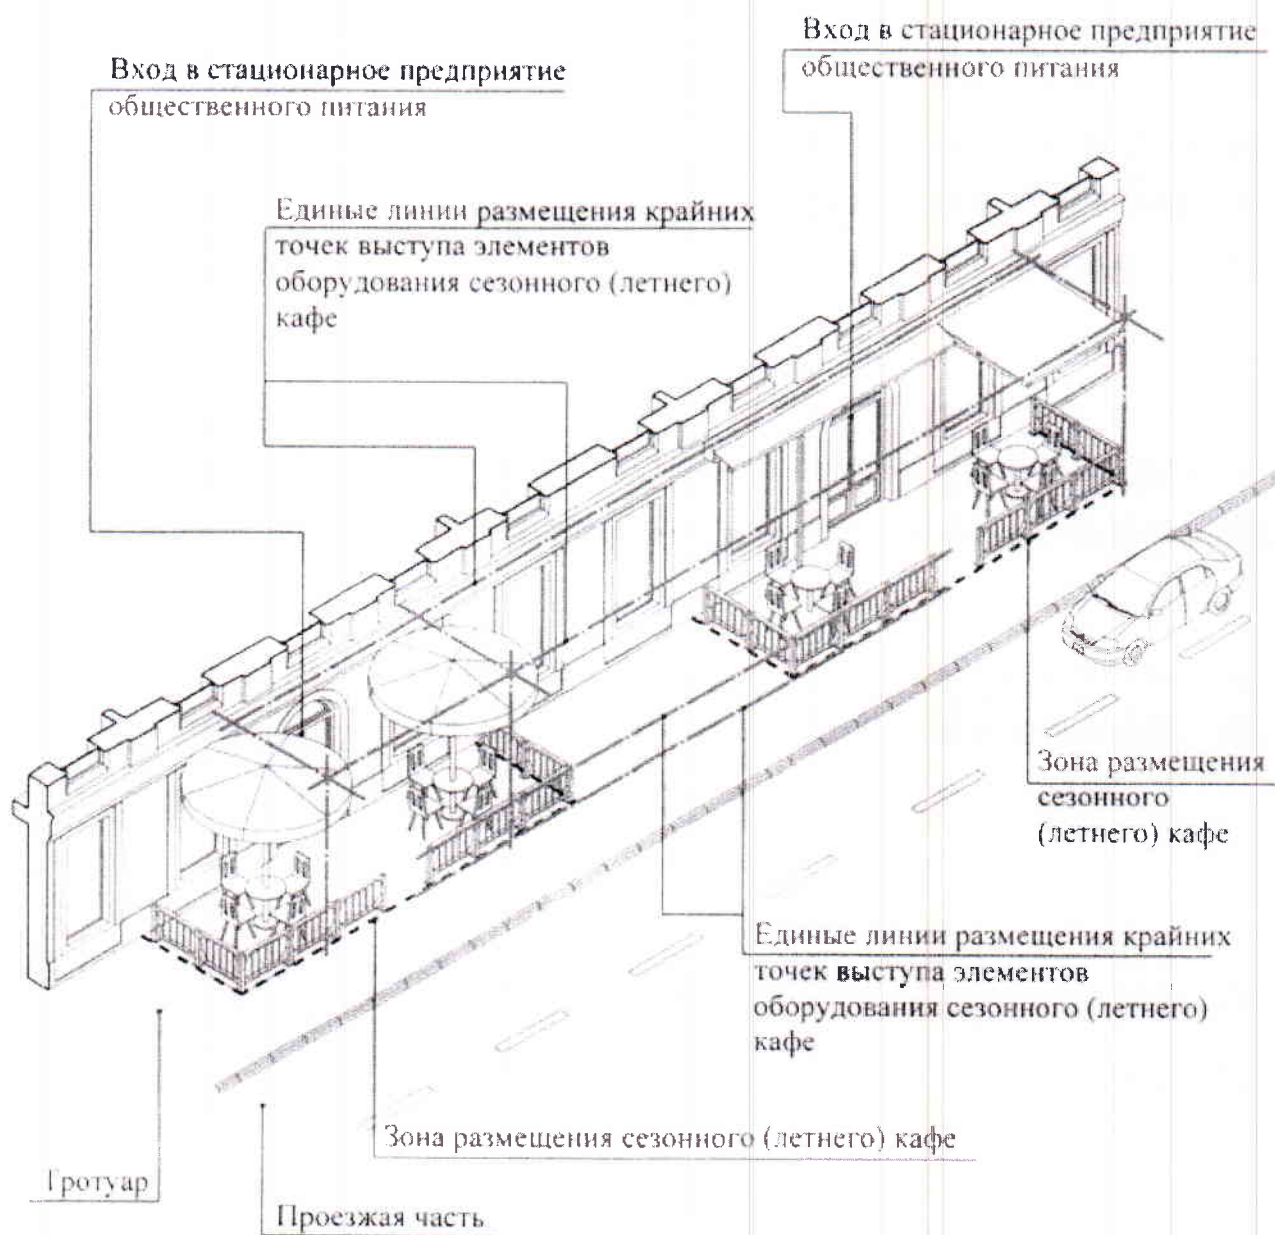 Вход в стационарное предприятие
общественного питания
Вход в стационарное предприятие
общественного питания
Единые линии размещения крайних
точек выступа элементов
оборудования сезонного (летнего)
кафе
Зона размещения
сезонного
(летнего) кафе
Единые линии размещения крайних
точек выступа элементов
оборудования сезонного (летнего)
кафе
Зона размещения сезонного (летнего) кафе
Тротуар
Проезжая часть